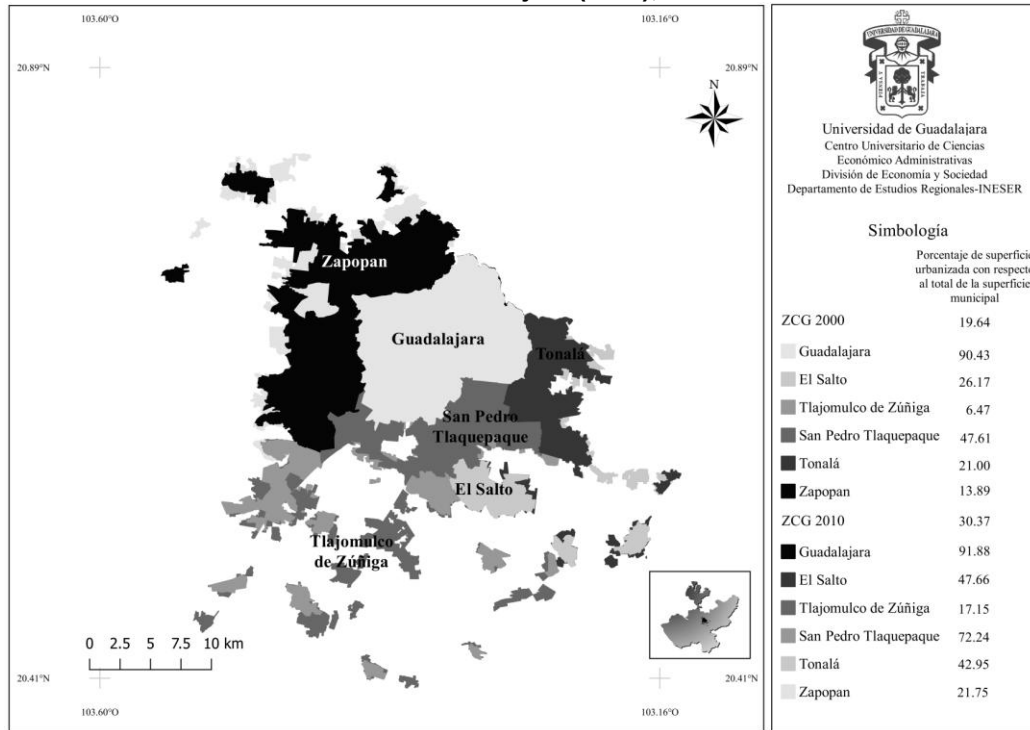 103.60°O
103.16°O
20.89°N
20.89°N
N
Zapopan
Guadalajara
Tonalá
San Pedro
Tlaquepaque
El Salto
Tlajomulco
de Zúñiga
0 2.5 5 7.5 10 km
20.41°N
20.41°N
103.60°O
103.16°O
UNIVERSIDAD DE GUADALAJARA
PIENSA Y
TRABAJA
Universidad de Guadalajara
Centro Universitario de Ciencias
Económico Administrativas
División de Economía y Sociedad
Departamento de Estudios Regionales-INESER
Simbología
Porcentaje de superficie
urbanizada con respecto
al total de la superficie
municipal
ZCG 2000 19.64
Guadalajara 90.43
El Salto 26.17
Tlajomulco de Zúñiga 6.47
San Pedro Tlaquepaque 47.61
Tonalá 21.00
Zapopan 13.89
ZCG 2010 30.37
Guadalajara 91.88
El Salto 47.66
Tlajomulco de Zúñiga 17.15
San Pedro Tlaquepaque 72.24
Tonalá 42.95
Zapopan 21.75